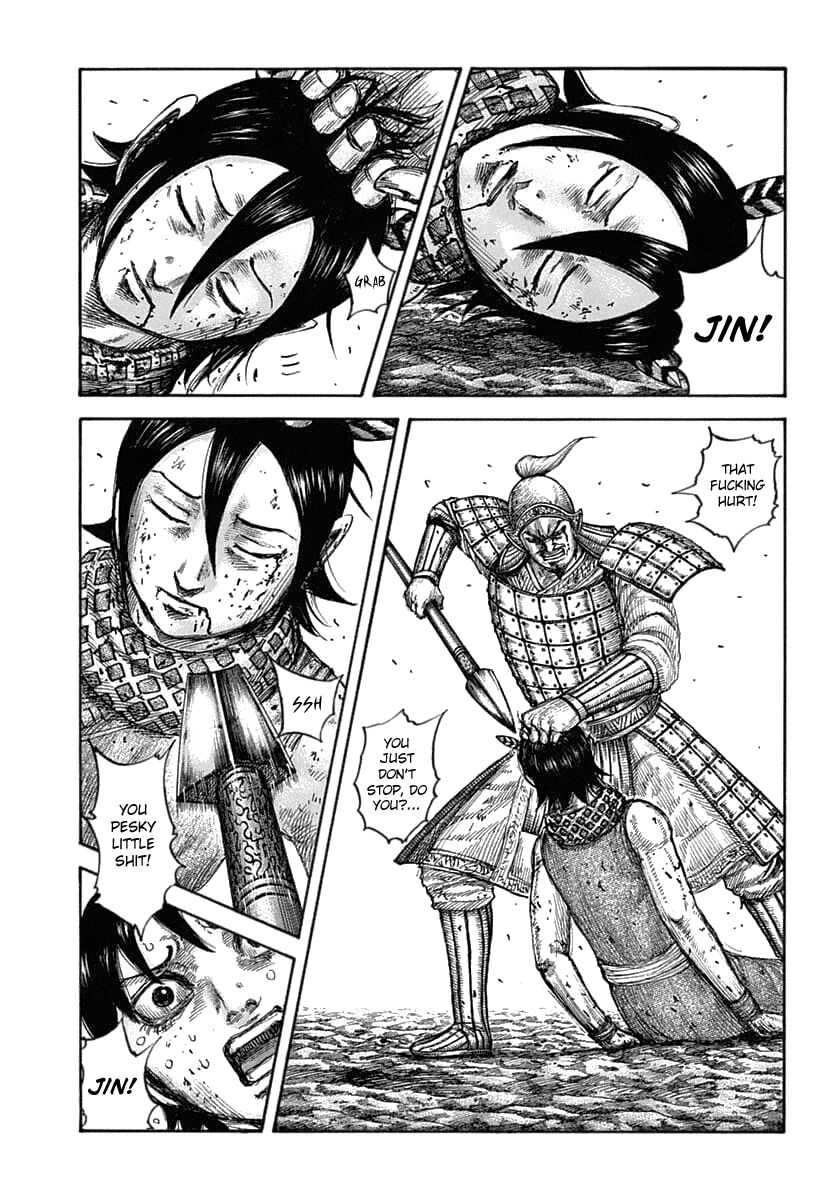 JIN!
GRAB
THAT
FUCKING
HURT!
YOU
JUST
DON'T
STOP, DO
YOU?...
SSH
YOU
PESKY
LITTLE
SHIT!
JIN!